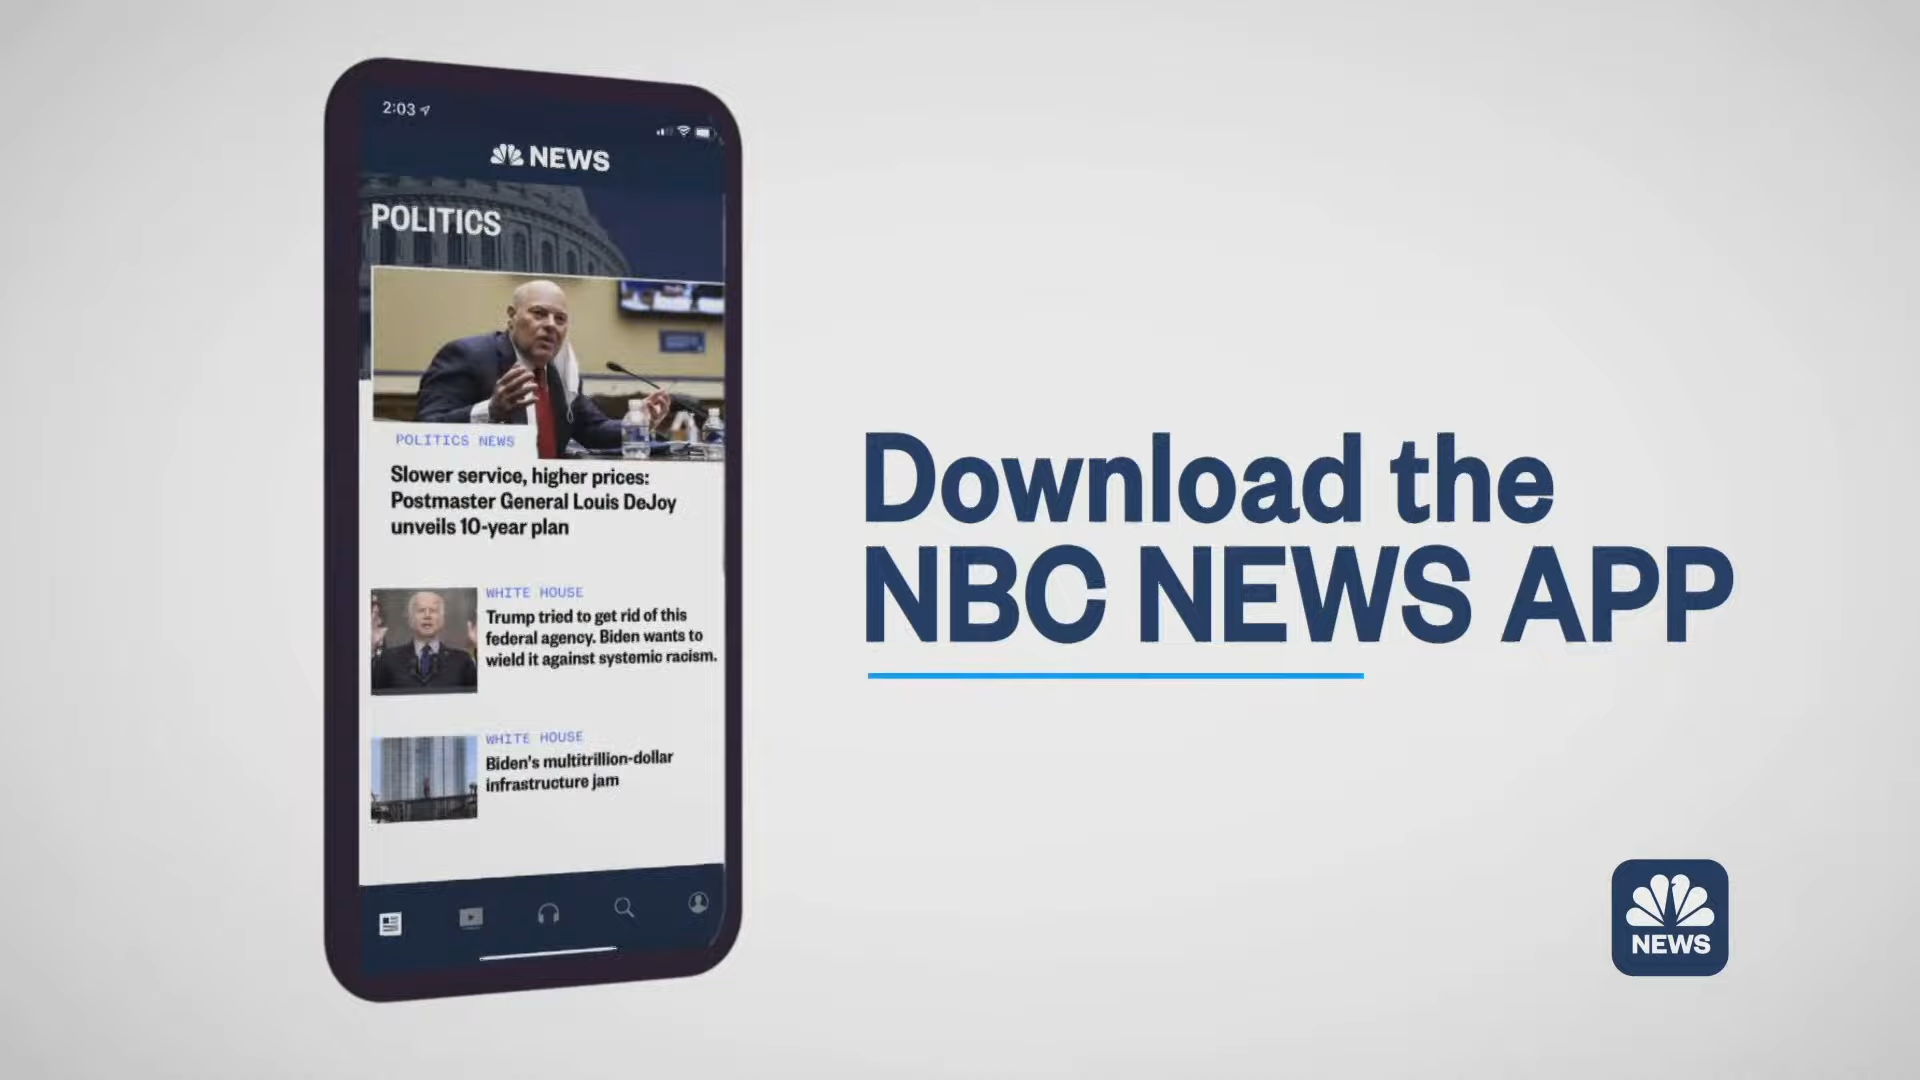 2:03
NEWS
POLITICS
POLITICS NEWS
Slower service, higher prices:
Postmaster General Louis DeJoy
unveils 10-year plan
WHITE HOUSE
Trump tried to get rid of this
federal agency. Biden wants to
wield it against systemic racism.
WHITE HOUSE
Biden's multitrillion-dollar
infrastructure jam
Download the
NBC NEWS APP
NEWS